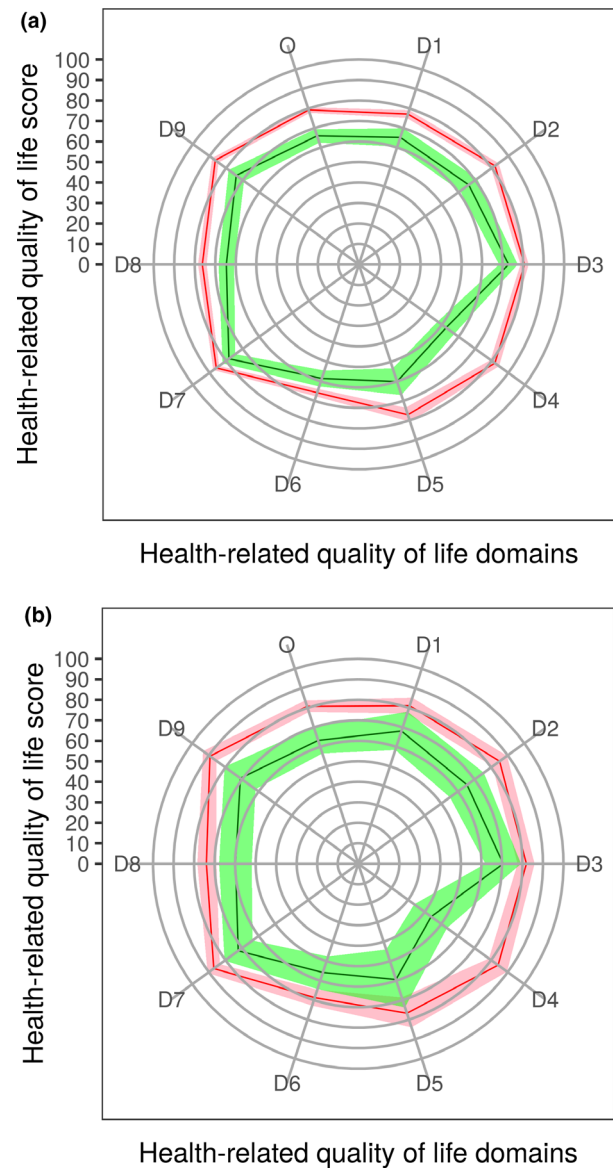 (a)
Health-related quality of life score
100
90
80
70
60
50
40
30
20
10
0
O
D1
D9
D2
D8
D3
D7
D4
D6
D5
Health-related quality of life domains
(b)
Health-related quality of life score
100
90
80
70
60
50
40
30
20
10
0
O
D1
D9
D2
D8
D3
D7
D4
D6
D5
Health-related quality of life domains